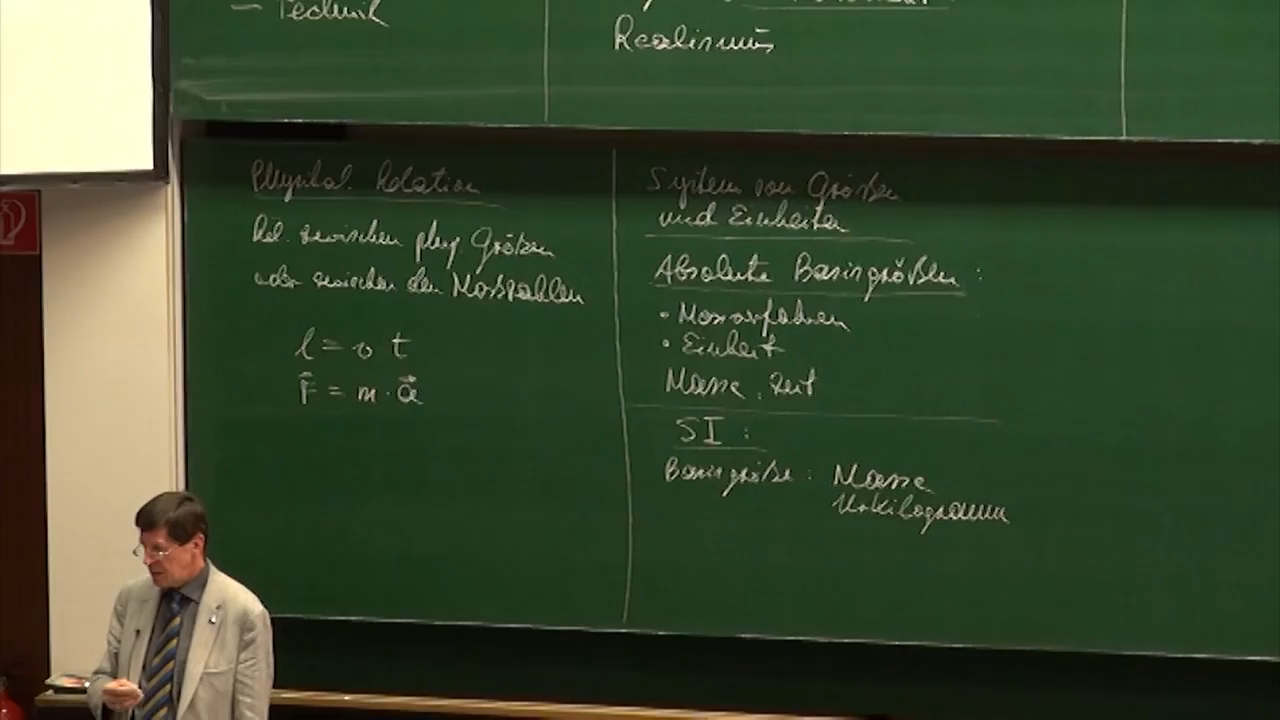 – Technik
Realismus
Physikal. Relation
Rel. zwischen phys. Größen
oder zwischen den Masszahlen
l = v t
F⃗ = m · a⃗
System von Größen
und Einheiten
Absolute Basisgrößen :
• Messverfahren
• Einheit
Masse, Zeit
SI :
Basisgröße : Masse
Urkilogramm